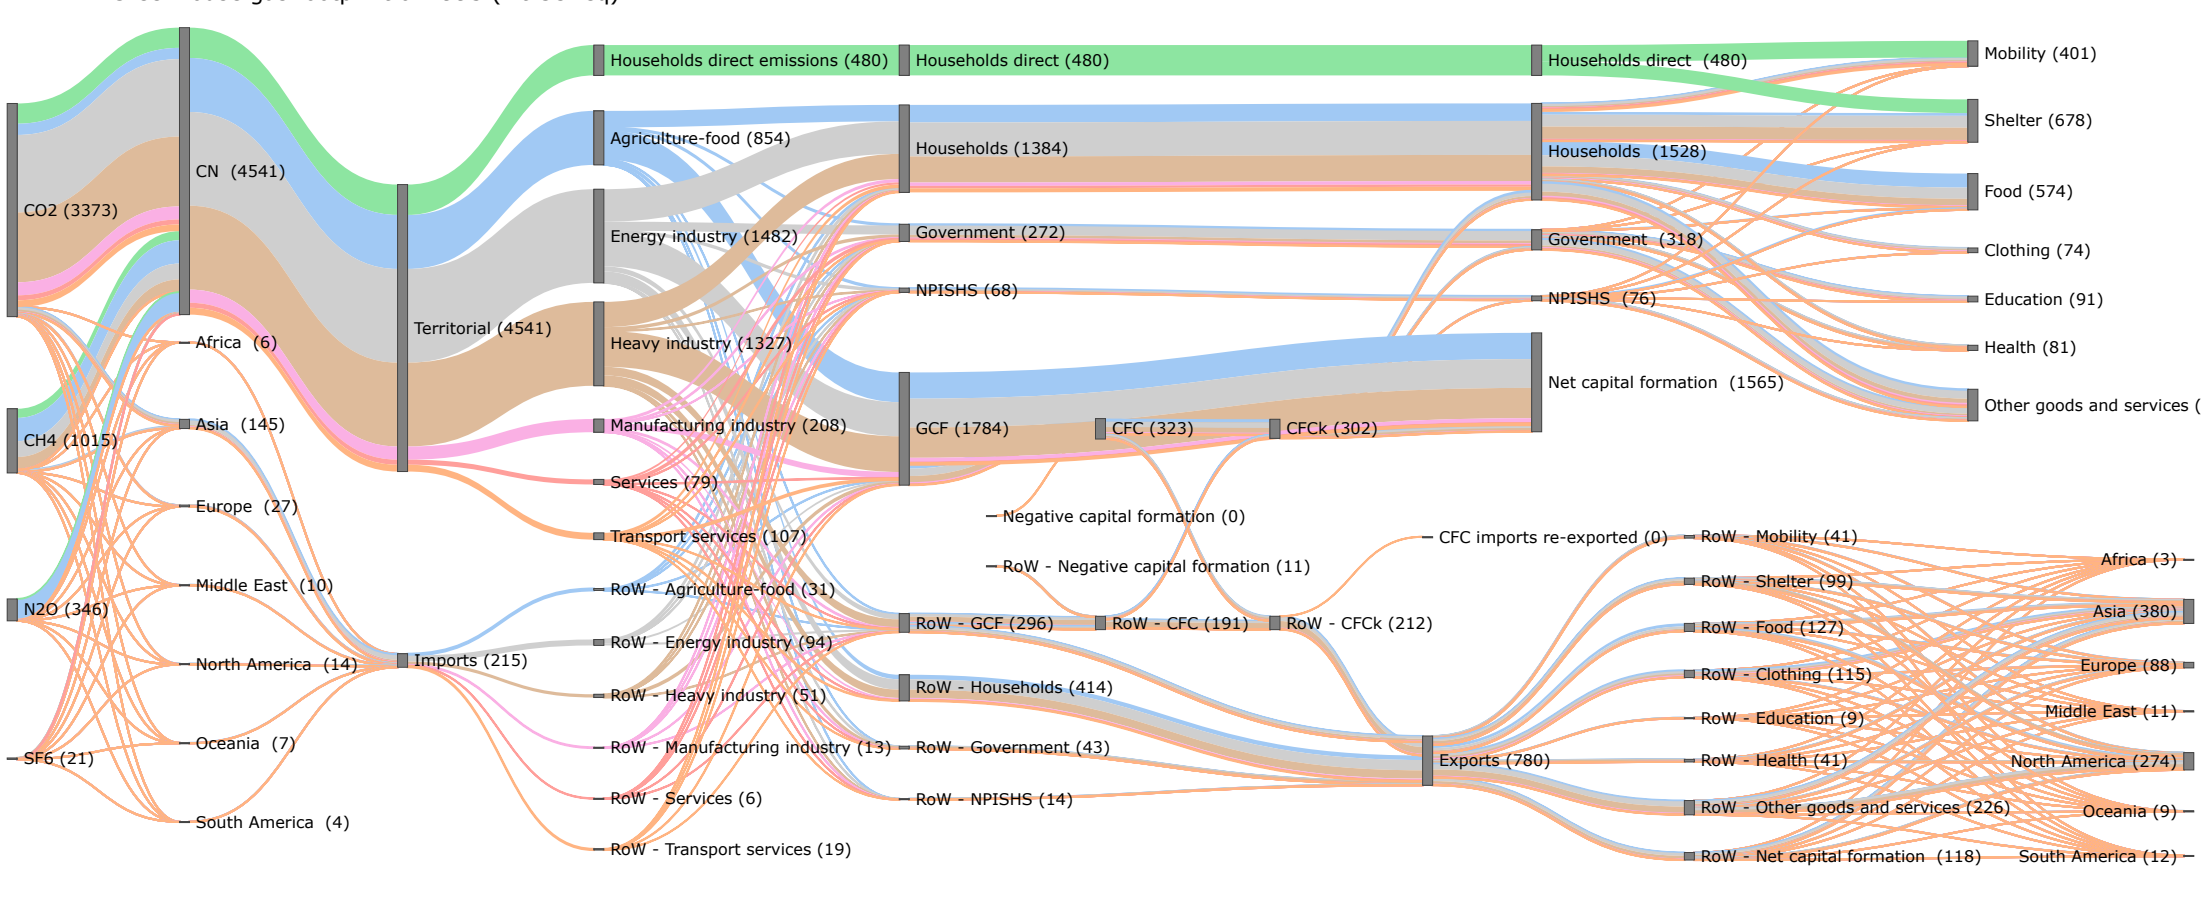 CO2 (3373)
CH4 (1015)
N2O (346)
SF6 (21)
CN (4541)
Africa (6)
Asia (145)
Europe (27)
Middle East (10)
North America (14)
Oceania (7)
South America (4)
Territorial (4541)
Imports (215)
Households direct emissions (480)
Agriculture-food (854)
Energy industry (1482)
Heavy industry (1327)
Manufacturing industry (208)
Services (79)
Transport services (107)
RoW - Agriculture-food (31)
RoW - Energy industry (94)
RoW - Heavy industry (51)
RoW - Manufacturing industry (13)
RoW - Services (6)
RoW - Transport services (19)
Households direct (480)
Households (1384)
Government (272)
NPISHS (68)
GCF (1784)
RoW - GCF (296)
RoW - Households (414)
RoW - Government (43)
RoW - NPISHS (14)
Negative capital formation (0)
RoW - Negative capital formation (11)
CFC (323)
RoW - CFC (191)
CFCk (302)
RoW - CFCk (212)
CFC imports re-exported (0)
Exports (780)
Households direct (480)
Households (1528)
Government (318)
NPISHS (76)
Net capital formation (1565)
RoW - Mobility (41)
RoW - Shelter (99)
RoW - Food (127)
RoW - Clothing (115)
RoW - Education (9)
RoW - Health (41)
RoW - Other goods and services (226)
RoW - Net capital formation (118)
Mobility (401)
Shelter (678)
Food (574)
Clothing (74)
Education (91)
Health (81)
Other goods and services (
Africa (3)
Asia (380)
Europe (88)
Middle East (11)
North America (274)
Oceania (9)
South America (12)